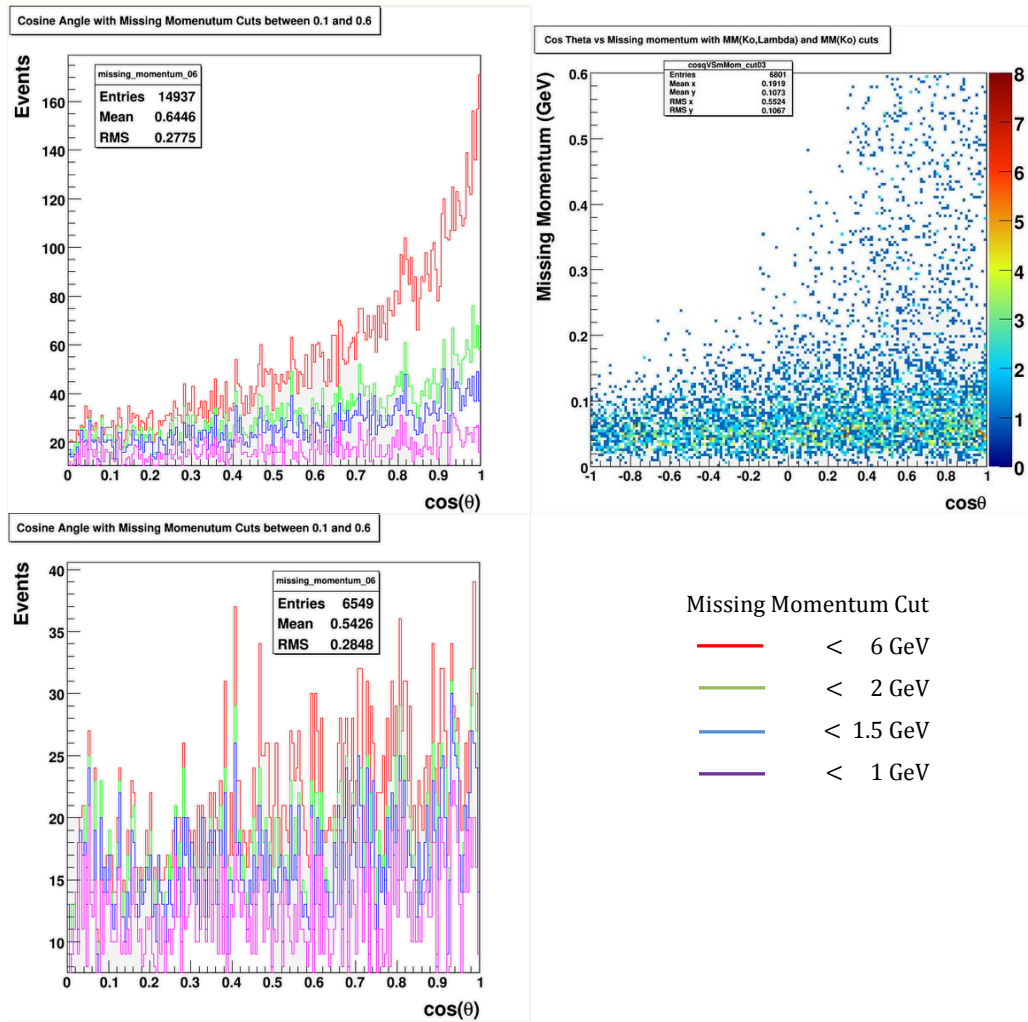 Cosine Angle with Missing Momenutum Cuts between 0.1 and 0.6
Events
missing_momentum_06
Entries 14937
Mean 0.6446
RMS 0.2775
160
140
120
100
80
60
40
20
0 0.1 0.2 0.3 0.4 0.5 0.6 0.7 0.8 0.9 1
cos(θ)
Cos Theta vs Missing momentum with MM(Ko,Lambda) and MM(Ko) cuts
Missing Momentum (GeV)
cosqVSmMom_cut03
Entries 6801
Mean x 0.1919
Mean y 0.1073
RMS x 0.5524
RMS y 0.1067
0.6
0.5
0.4
0.3
0.2
0.1
0
-1 -0.8 -0.6 -0.4 -0.2 0 0.2 0.4 0.6 0.8 1
cosθ
8
7
6
5
4
3
2
1
0
Cosine Angle with Missing Momenutum Cuts between 0.1 and 0.6
Events
missing_momentum_06
Entries 6549
Mean 0.5426
RMS 0.2848
40
35
30
25
20
15
10
0 0.1 0.2 0.3 0.4 0.5 0.6 0.7 0.8 0.9 1
cos(θ)
Missing Momentum Cut
< 6 GeV
< 2 GeV
< 1.5 GeV
< 1 GeV